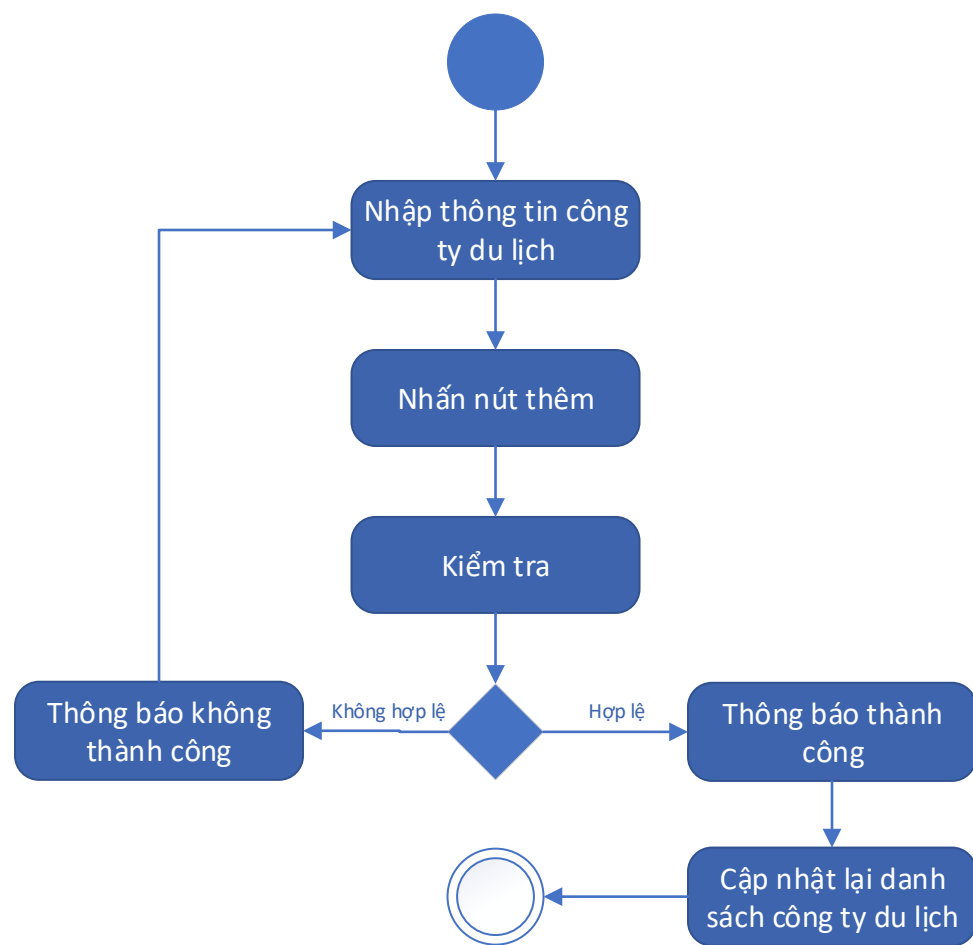 Nhập thông tin công
ty du lịch
Nhấn nút thêm
Kiểm tra
Không hợp lệ
Hợp lệ
Thông báo không
thành công
Thông báo thành
công
Cập nhật lại danh
sách công ty du lịch